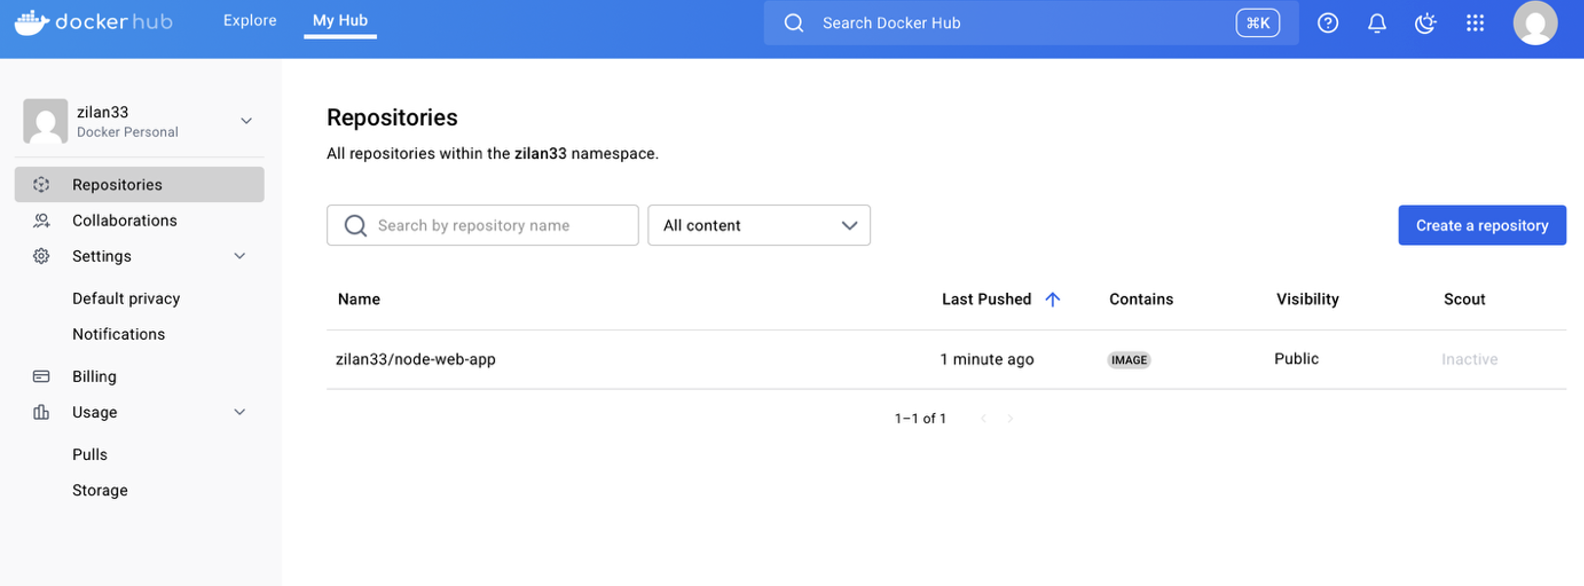 dockerhub
Explore
My Hub
Search Docker Hub
⌘K
zilan33
Docker Personal
Repositories
Collaborations
Settings
Default privacy
Notifications
Billing
Usage
Pulls
Storage
Repositories
All repositories within the zilan33 namespace.
Search by repository name
All content
Create a repository
Name Last Pushed Contains Visibility Scout
zilan33/node-web-app 1 minute ago IMAGE Public Inactive
1–1 of 1